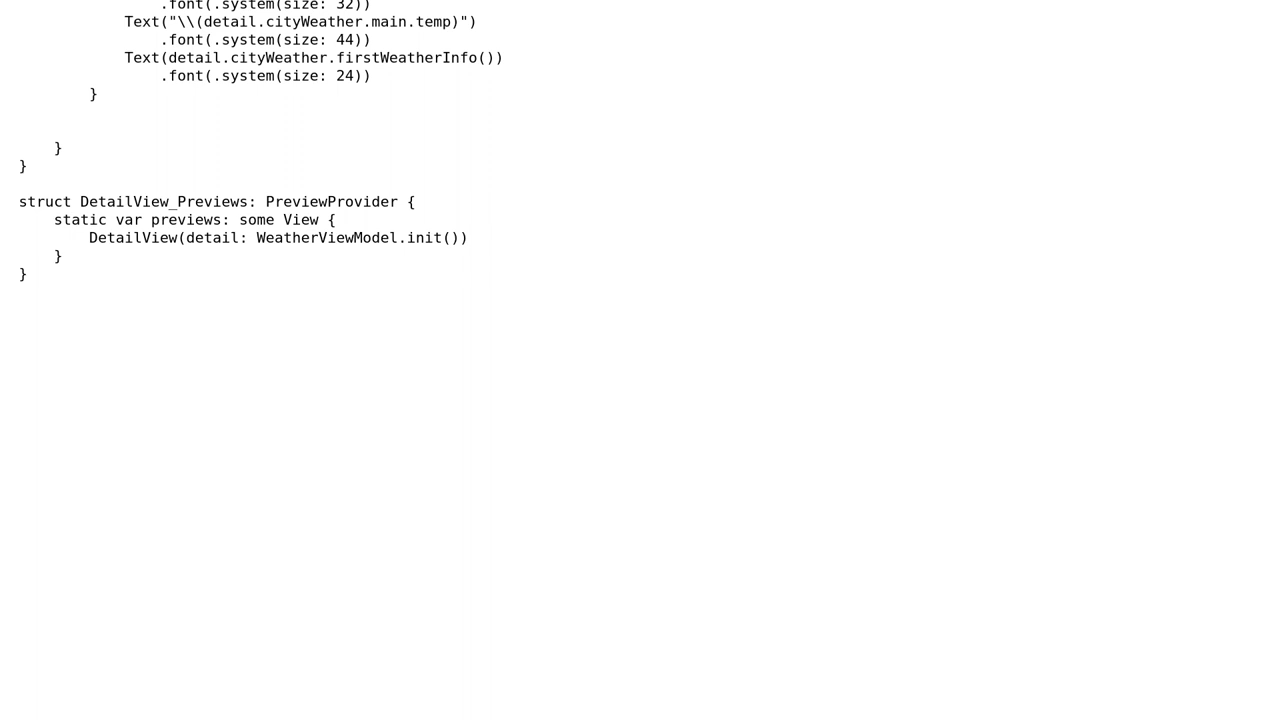 .font(.system(size: 32))
            Text("\\(detail.cityWeather.main.temp)")
                .font(.system(size: 44))
            Text(detail.cityWeather.firstWeatherInfo())
                .font(.system(size: 24))
        }


    }
}

struct DetailView_Previews: PreviewProvider {
    static var previews: some View {
        DetailView(detail: WeatherViewModel.init())
    }
}